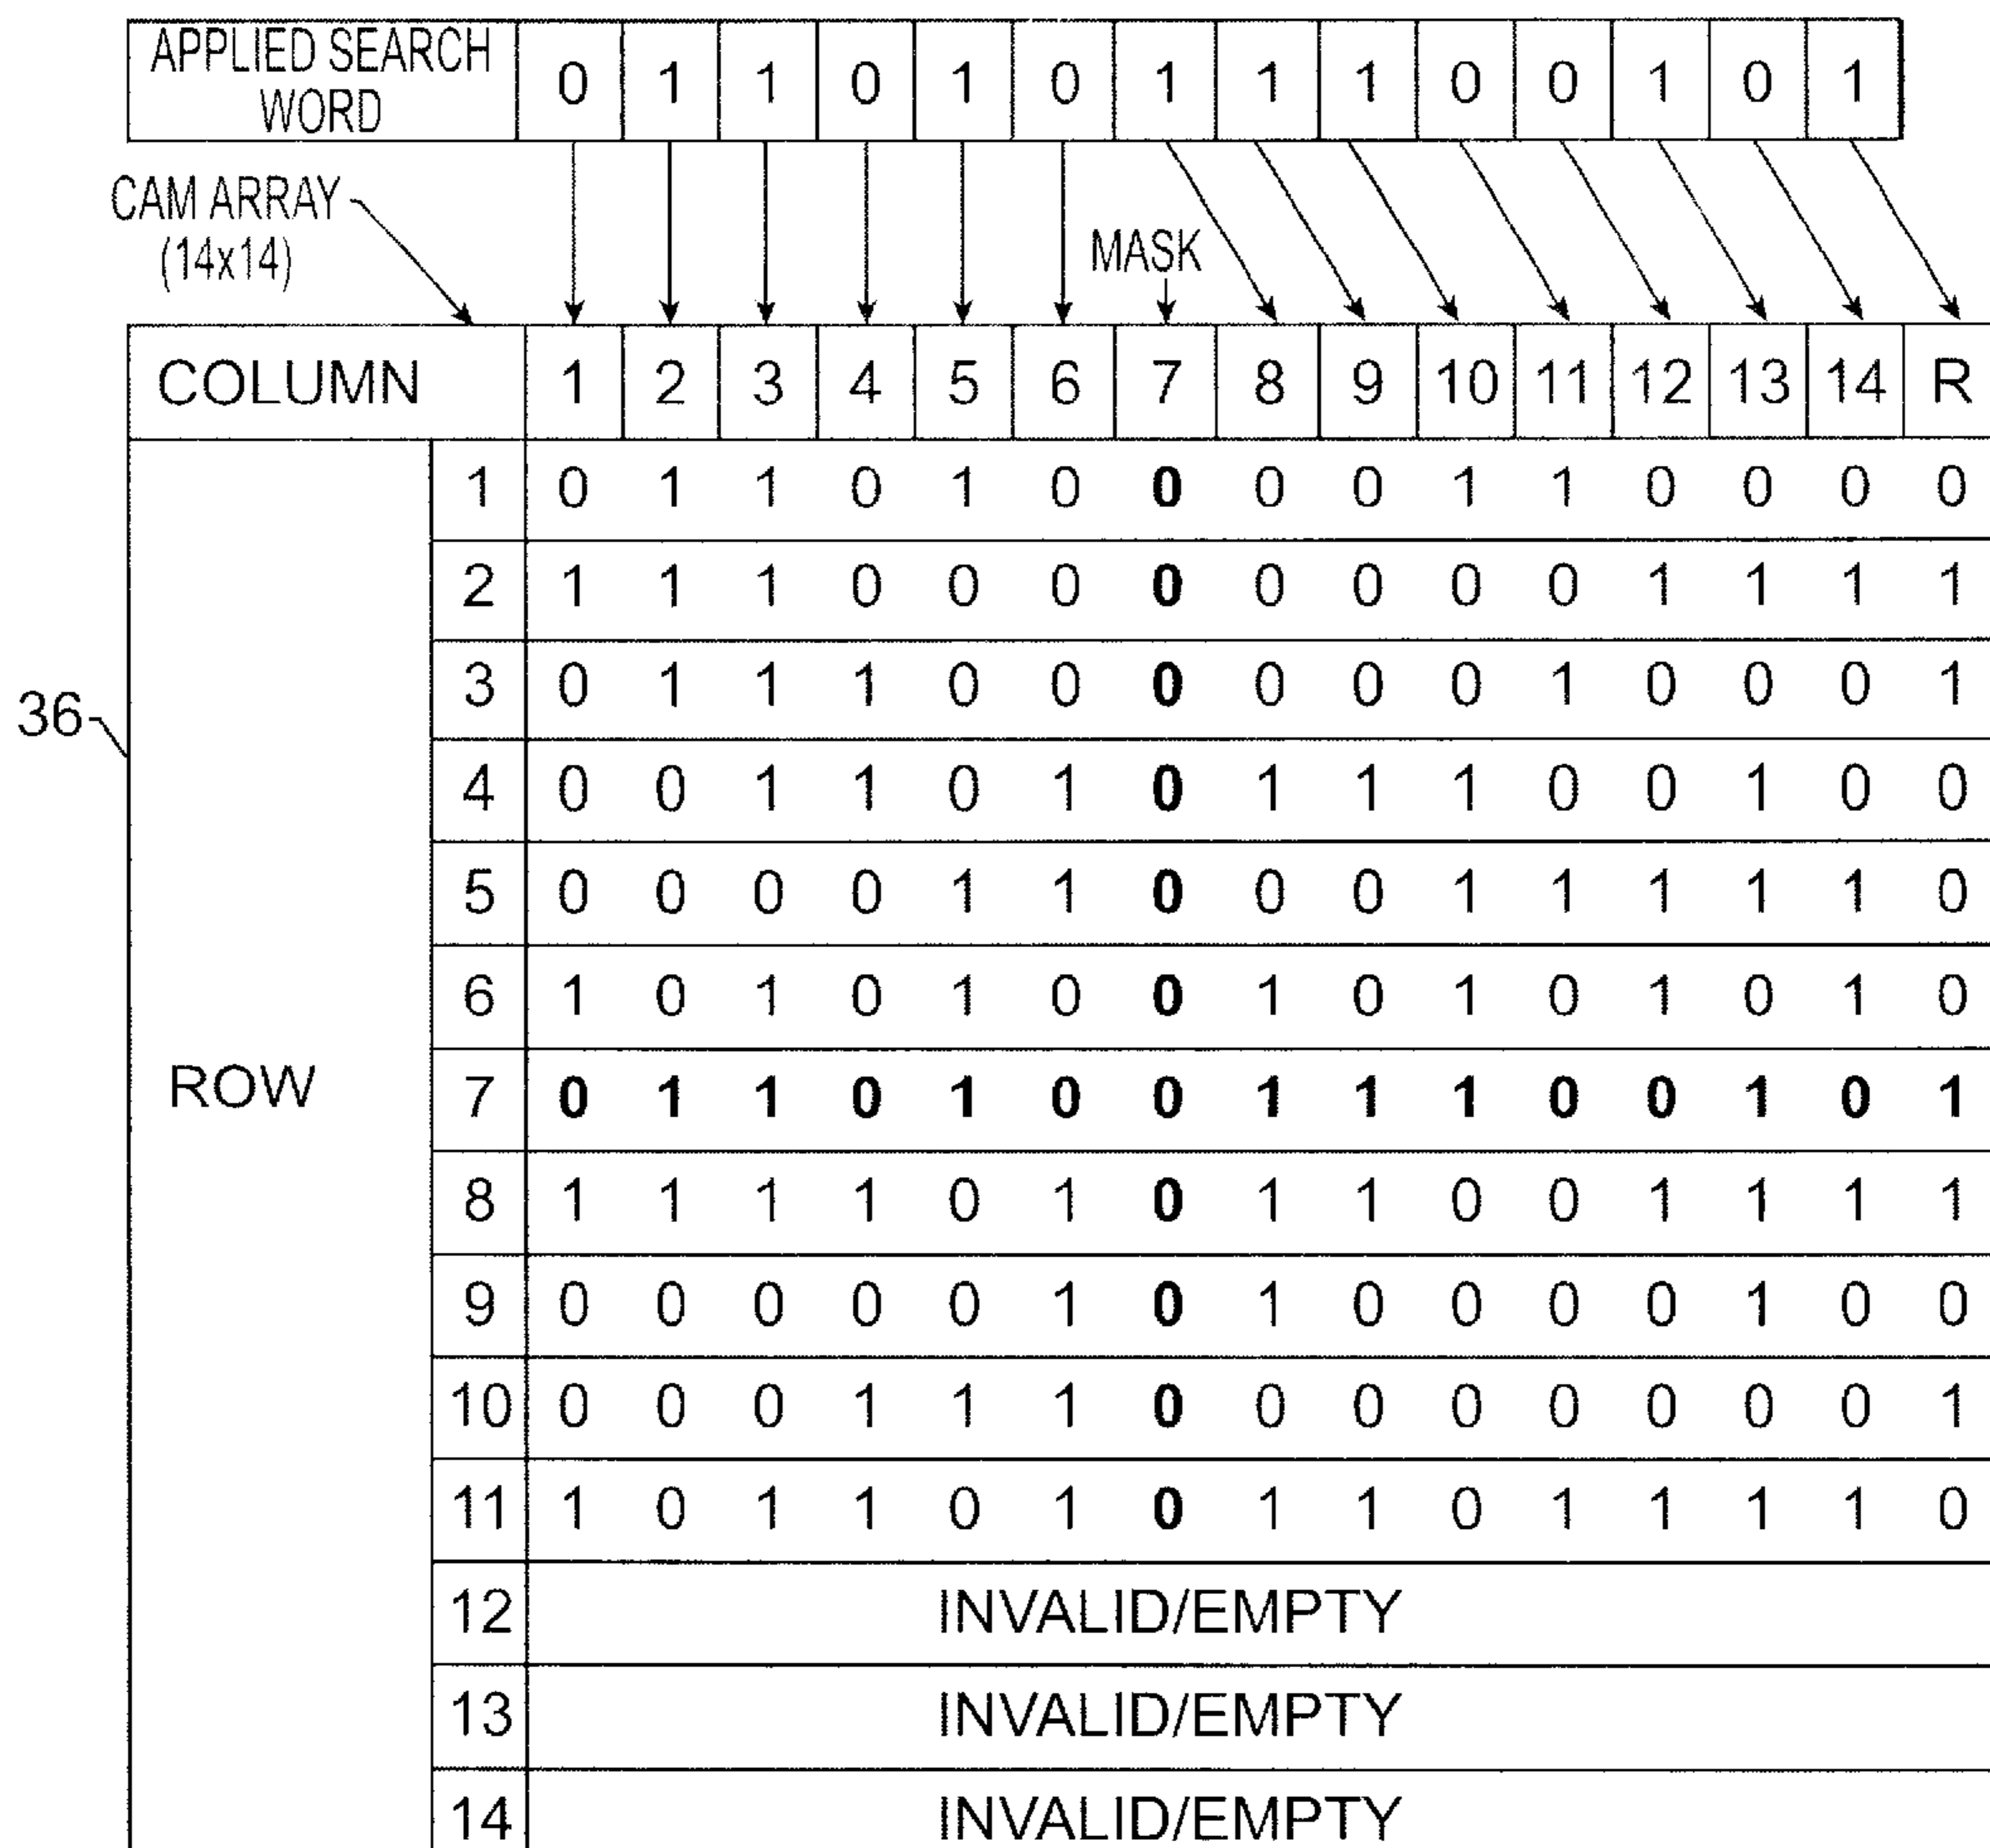 APPLIED SEARCH
WORD 0 1 1 0 1 0 1 1 1 0 0 1 0 1
CAM ARRAY
(14x14)
MASK
COLUMN 1 2 3 4 5 6 7 8 9 10 11 12 13 14 R
1 0 1 1 0 1 0 0 0 0 1 1 0 0 0 0
2 1 1 1 0 0 0 0 0 0 0 0 1 1 1 1
3 0 1 1 1 0 0 0 0 0 0 1 0 0 0 1
36
4 0 0 1 1 0 1 0 1 1 1 0 0 1 0 0
5 0 0 0 0 1 1 0 0 0 1 1 1 1 1 0
6 1 0 1 0 1 0 0 1 0 1 0 1 0 1 0
ROW 7 0 1 1 0 1 0 0 1 1 1 0 0 1 0 1
8 1 1 1 1 0 1 0 1 1 0 0 1 1 1 1
9 0 0 0 0 0 1 0 1 0 0 0 0 1 0 0
10 0 0 0 1 1 1 0 0 0 0 0 0 0 0 1
11 1 0 1 1 0 1 0 1 1 0 1 1 1 1 0
12 INVALID/EMPTY
13 INVALID/EMPTY
14 INVALID/EMPTY